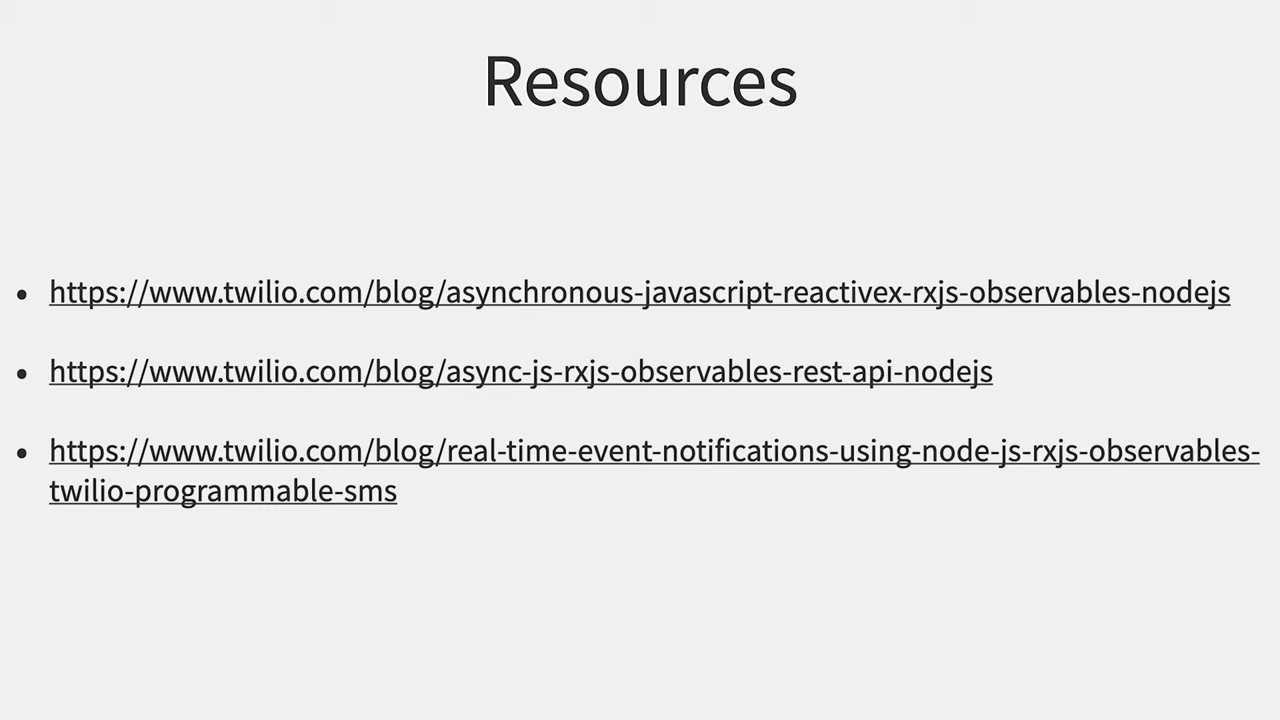 Resources
• https://www.twilio.com/blog/asynchronous-javascript-reactivex-rxjs-observables-nodejs
• https://www.twilio.com/blog/async-js-rxjs-observables-rest-api-nodejs
• https://www.twilio.com/blog/real-time-event-notifications-using-node-js-rxjs-observables-
twilio-programmable-sms